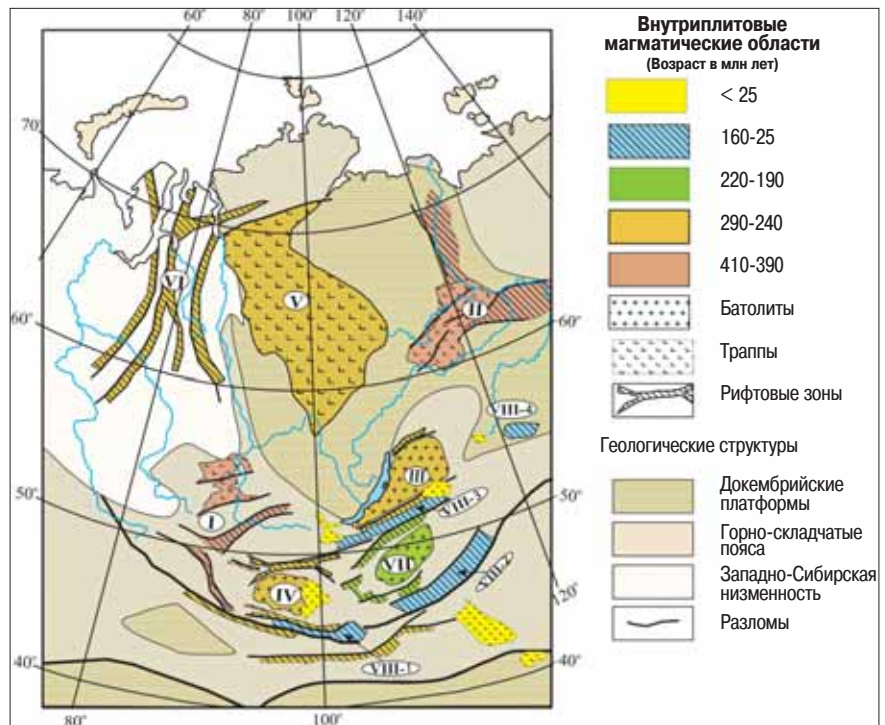 60° 80° 100° 120° 140°
70°
60°
50°
40°
60°
50°
20°
40°
80° 100°
VI
V
II
VIII-4
III
I
VIII-3
VII
VIII-2
IV
VIII-1
Внутриплитовые
магматические области
(Возраст в млн лет)
< 25
160-25
220-190
290-240
410-390
Батолиты
Траппы
Рифтовые зоны
Геологические структуры
Докембрийские
платформы
Горно-складчатые
пояса
Западно-Сибирская
низменность
Разломы